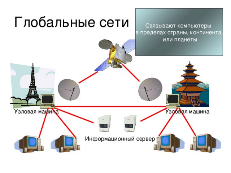 Глобальные сети
Связывают компьютеры
в пределах страны, континента
или планеты
Узловая машина
Узловая машина
Информационный сервер